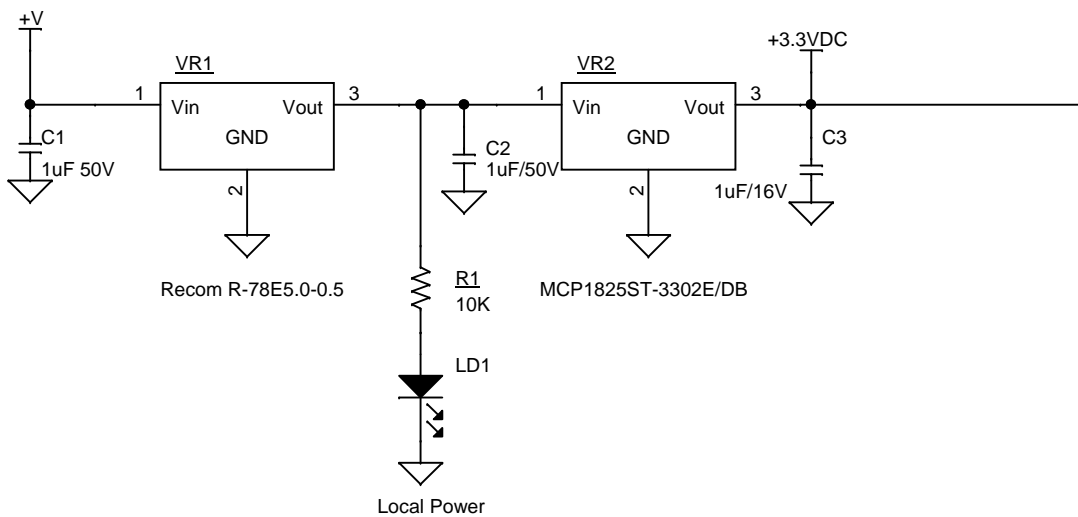 +V
VR1
1
Vin
Vout
3
GND
2
C1
1uF 50V
Recom R-78E5.0-0.5
C2
1uF/50V
R1
10K
LD1
Local Power
VR2
1
Vin
Vout
3
GND
2
MCP1825ST-3302E/DB
+3.3VDC
C3
1uF/16V